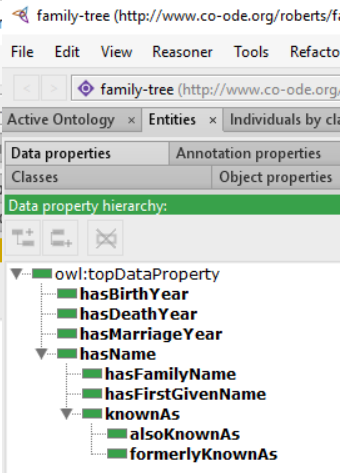 family-tree (http://www.co-ode.org/roberts/fa
File Edit View Reasoner Tools Refacto
family-tree (http://www.co-ode.org/
Active Ontology × Entities × Individuals by cla
Data properties Annotation properties
Classes Object properties
Data property hierarchy:
owl:topDataProperty
hasBirthYear
hasDeathYear
hasMarriageYear
hasName
hasFamilyName
hasFirstGivenName
knownAs
alsoKnownAs
formerlyKnownAs